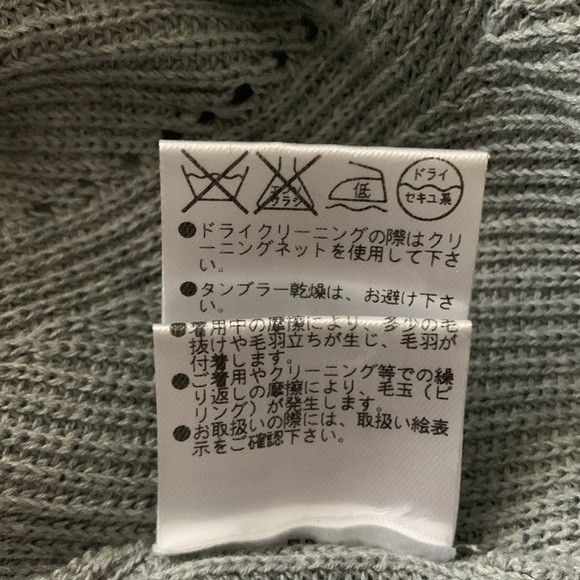 エンソ
サラシ
低
ドライ
セキユ系
●ドライクリーニングの際はクリ
ーニングネットを使用して下さ
い。
●タンブラー乾燥は、お避け下さ
い。
●着用中の摩擦により、多少の毛
抜けや毛羽立ちが生じ、毛羽が
付着します。
●着用やクリーニング等での繰
り返しの摩擦により、毛玉（ピ
リング）が発生します。
●お取扱いの際には、取扱い絵表
示をご確認下さい。